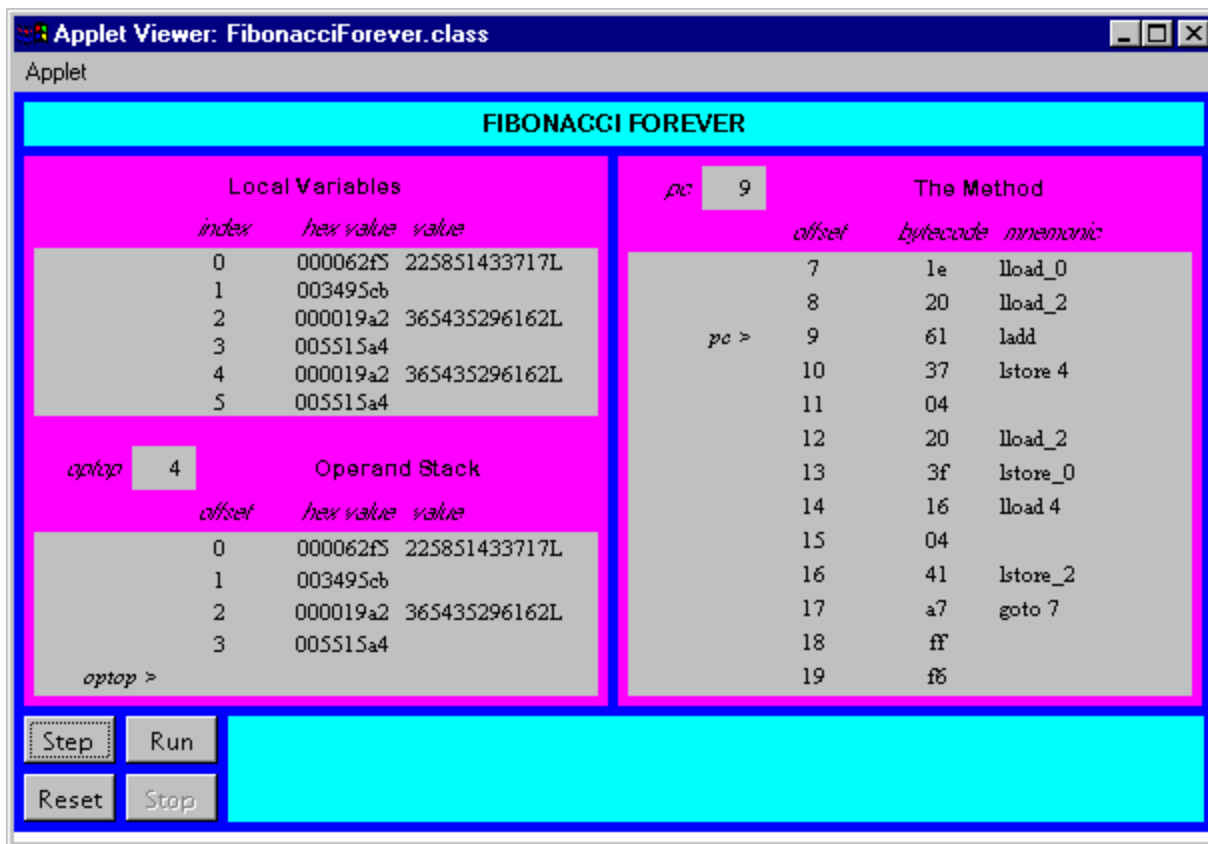 Applet Viewer: FibonacciForever.class
Applet
FIBONACCI FOREVER
Local Variables
index hex value value
0 000062f5 225851433717L
1 003495cb
2 000019a2 365435296162L
3 005515a4
4 000019a2 365435296162L
5 005515a4
optop 4 Operand Stack
offset hex value value
0 000062f5 225851433717L
1 003495cb
2 000019a2 365435296162L
3 005515a4
optop >
pc 9 The Method
offset bytecode mnemonic
7 1e lload_0
8 20 lload_2
pc > 9 61 ladd
10 37 lstore 4
11 04
12 20 lload_2
13 3f lstore_0
14 16 lload 4
15 04
16 41 lstore_2
17 a7 goto 7
18 ff
19 f6
Step Run
Reset Stop